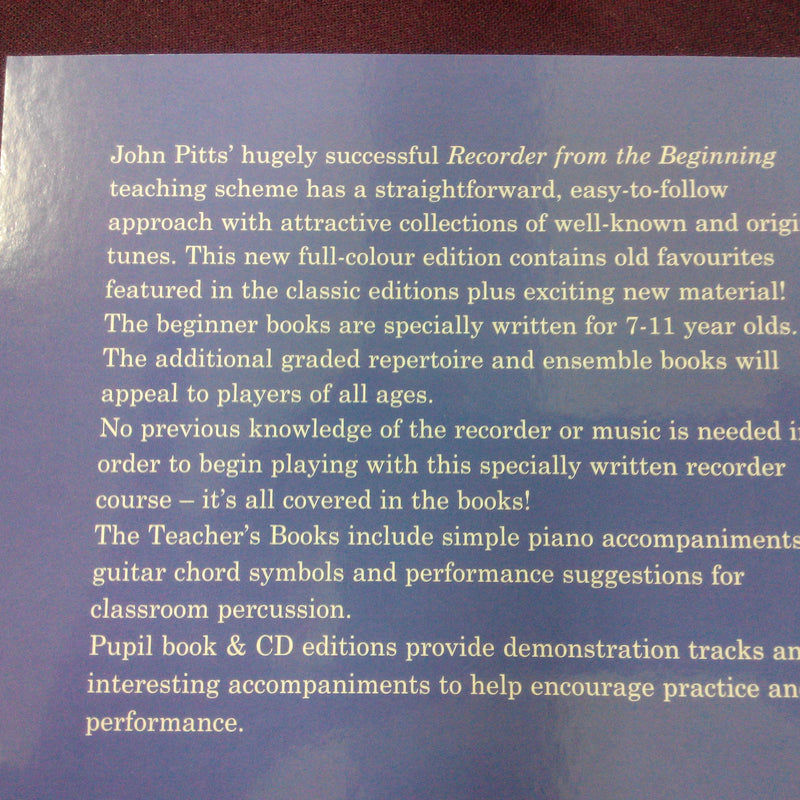 John Pitts' hugely successful Recorder from the Beginning
teaching scheme has a straightforward, easy-to-follow
approach with attractive collections of well-known and origi
tunes. This new full-colour edition contains old favourites
featured in the classic editions plus exciting new material!
The beginner books are specially written for 7-11 year olds.
The additional graded repertoire and ensemble books will
appeal to players of all ages.
No previous knowledge of the recorder or music is needed i
order to begin playing with this specially written recorder
course – it's all covered in the books!
The Teacher's Books include simple piano accompaniments
guitar chord symbols and performance suggestions for
classroom percussion.
Pupil book & CD editions provide demonstration tracks an
interesting accompaniments to help encourage practice an
performance.